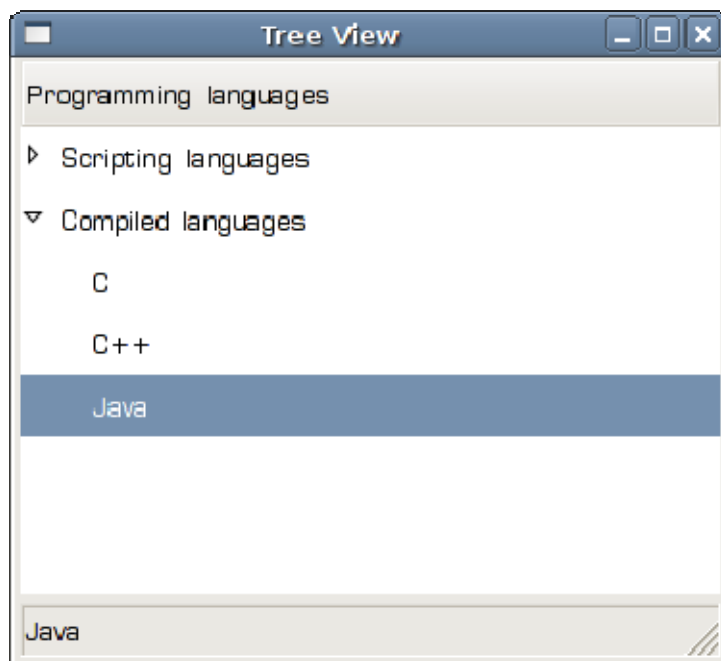 Tree View
Programming languages
Scripting languages
Compiled languages
C
C++
Java
Java